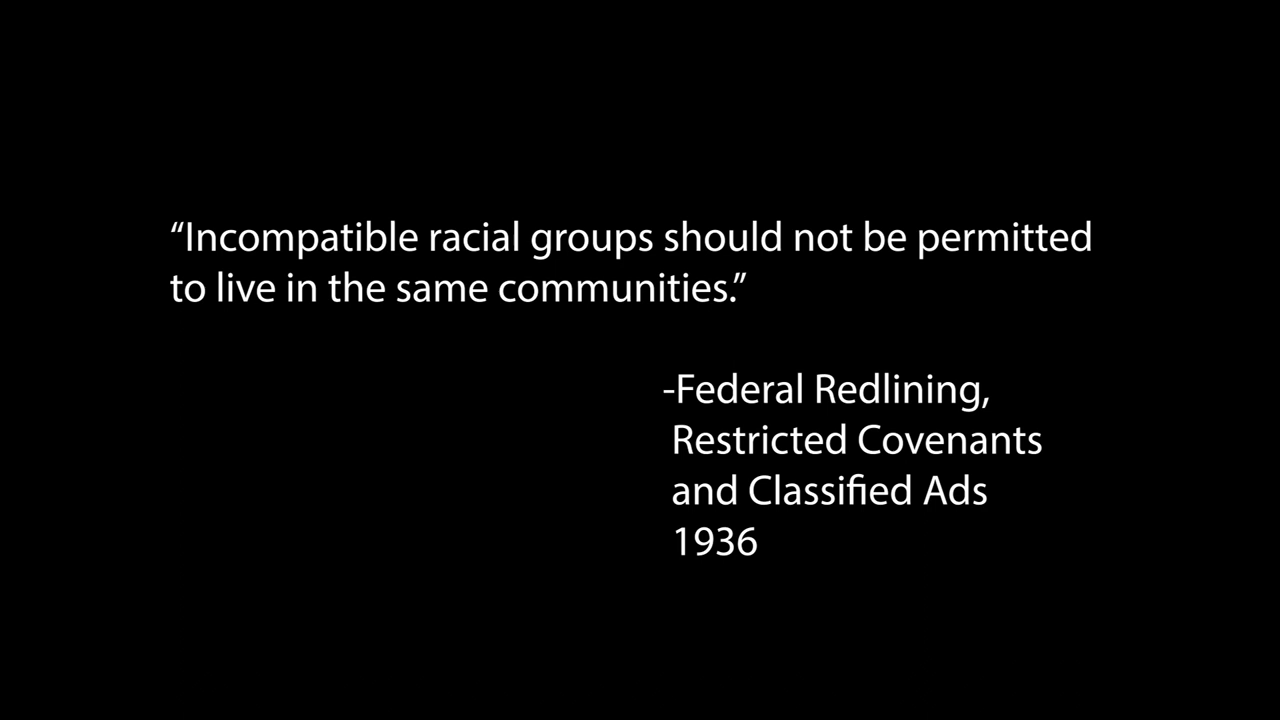 “Incompatible racial groups should not be permitted
to live in the same communities.”
-Federal Redlining,
Restricted Covenants
and Classified Ads
1936